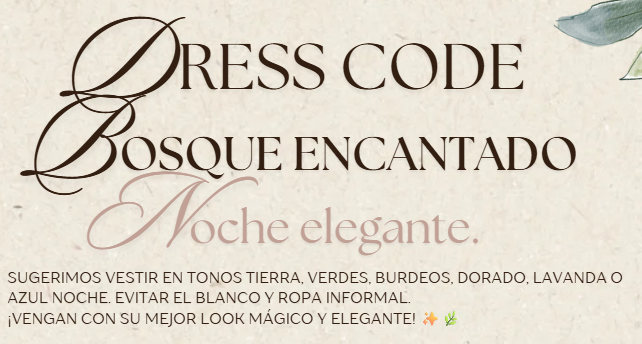 DRESS CODE
BOSQUE ENCANTADO
Noche elegante.
SUGERIMOS VESTIR EN TONOS TIERRA, VERDES, BURDEOS, DORADO, LAVANDA O
AZUL NOCHE. EVITAR EL BLANCO Y ROPA INFORMAL.
¡VENGAN CON SU MEJOR LOOK MÁGICO Y ELEGANTE! ✨🌿